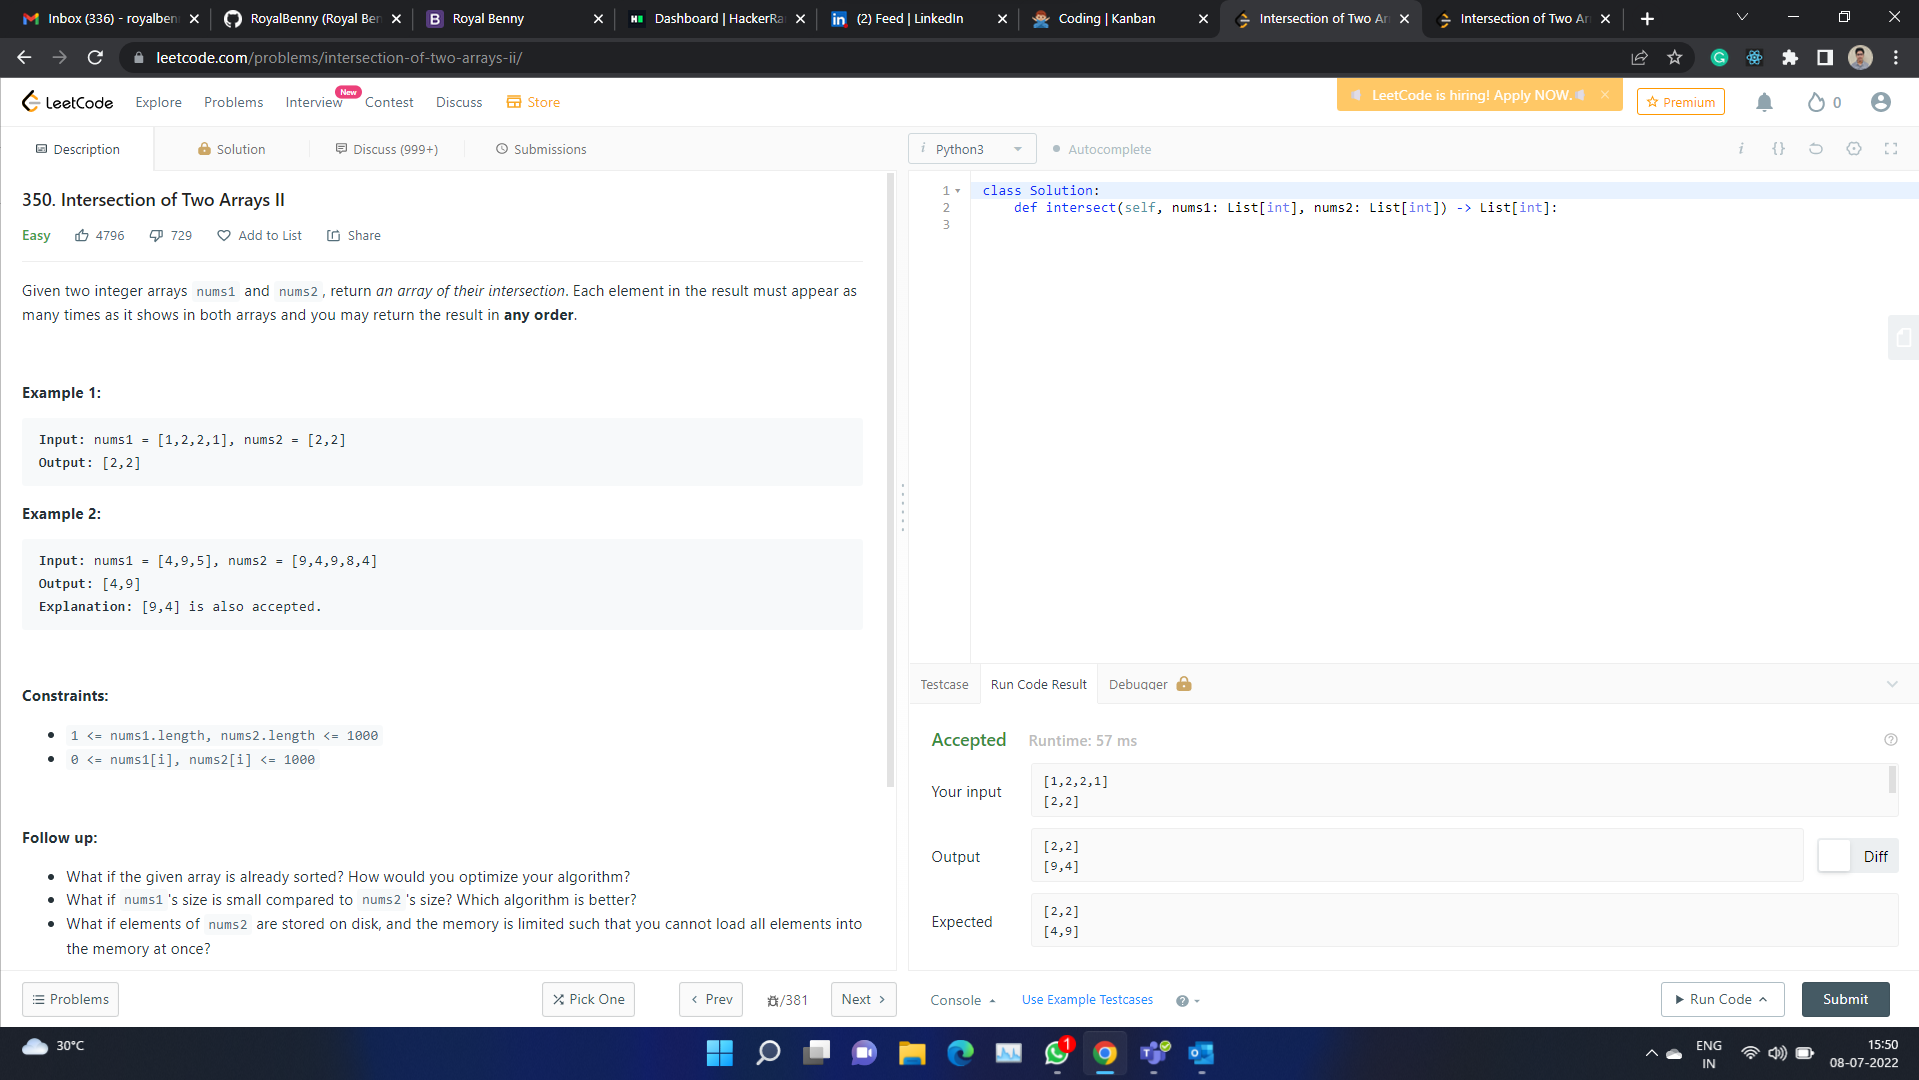 Inbox (336) - royalben
RoyalBenny (Royal Ben
Royal Benny
Dashboard | HackerRa
(2) Feed | LinkedIn
Coding | Kanban
Intersection of Two Ar
Intersection of Two Ar
leetcode.com/problems/intersection-of-two-arrays-ii/
LeetCode
Explore
Problems
Interview
New
Contest
Discuss
Store
LeetCode is hiring! Apply NOW.
Premium
0
Description
Solution
Discuss (999+)
Submissions
i Python3
Autocomplete
i {}
350. Intersection of Two Arrays II
Easy 4796 729 Add to List Share
Given two integer arrays nums1 and nums2, return an array of their intersection. Each element in the result must appear as
many times as it shows in both arrays and you may return the result in any order.
Example 1:
Input: nums1 = [1,2,2,1], nums2 = [2,2]
Output: [2,2]
Example 2:
Input: nums1 = [4,9,5], nums2 = [9,4,9,8,4]
Output: [4,9]
Explanation: [9,4] is also accepted.
Constraints:
1 <= nums1.length, nums2.length <= 1000
0 <= nums1[i], nums2[i] <= 1000
Follow up:
What if the given array is already sorted? How would you optimize your algorithm?
What if nums1's size is small compared to nums2's size? Which algorithm is better?
What if elements of nums2 are stored on disk, and the memory is limited such that you cannot load all elements into
the memory at once?
Problems
Pick One
Prev
/381
Next
1 class Solution:
2 def intersect(self, nums1: List[int], nums2: List[int]) -> List[int]:
3
Testcase
Run Code Result
Debugger
Accepted Runtime: 57 ms
Your input
[1,2,2,1]
[2,2]
Output
[2,2]
[9,4]
Diff
Expected
[2,2]
[4,9]
Console
Use Example Testcases
Run Code
Submit
30°C
1
ENG
IN
15:50
08-07-2022